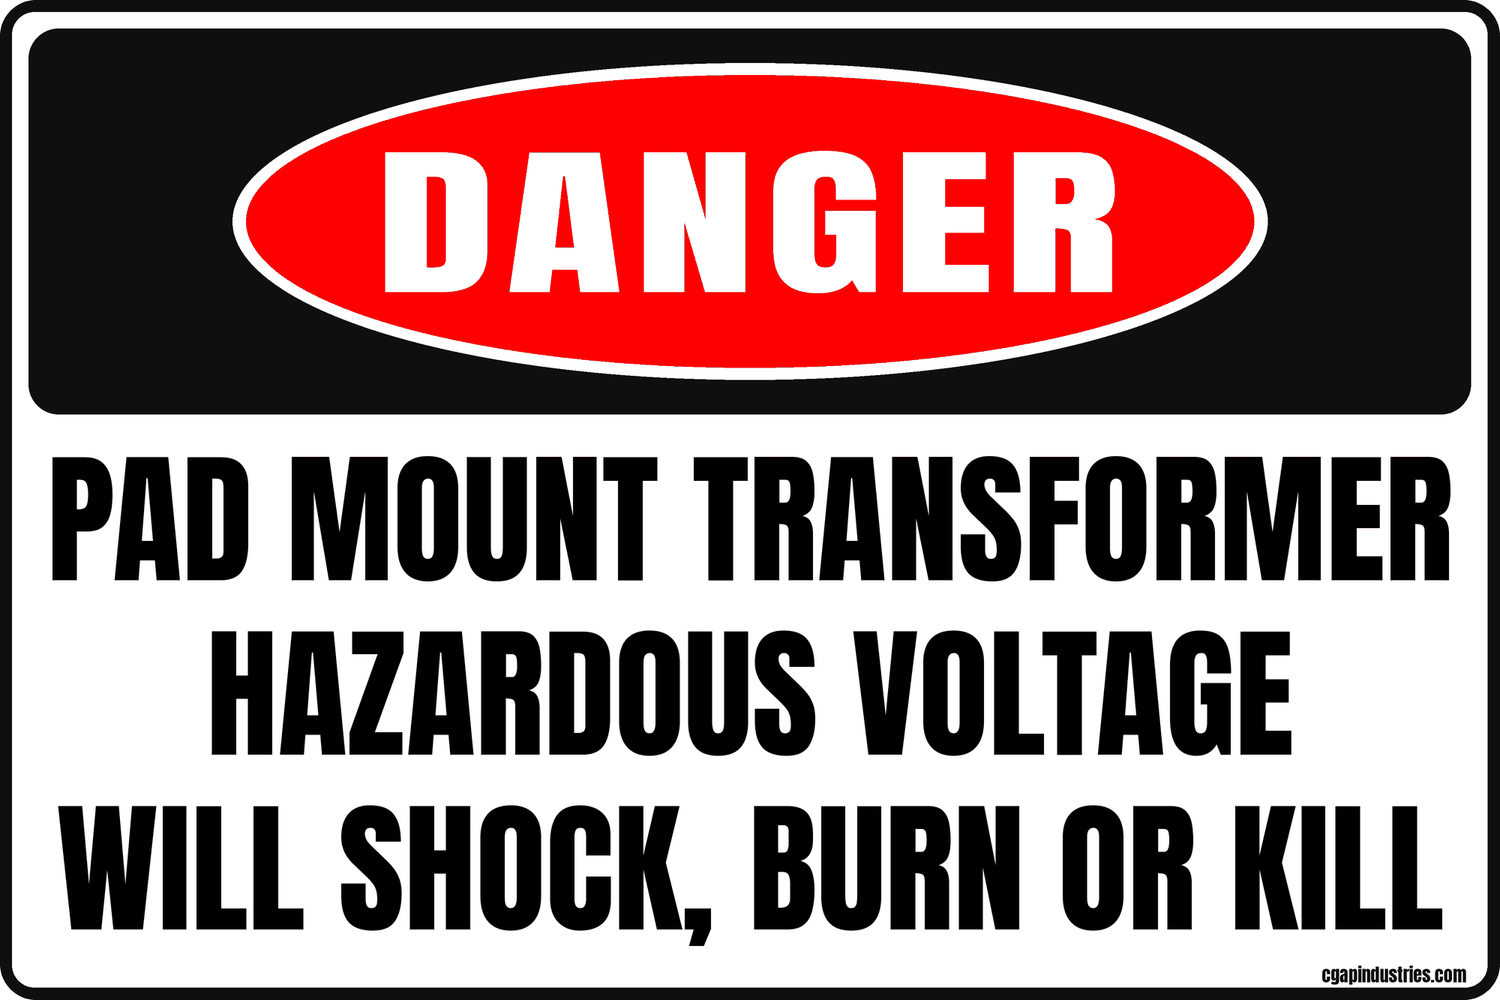 DANGER
PAD MOUNT TRANSFORMER
HAZARDOUS VOLTAGE
WILL SHOCK, BURN OR KILL
cgapindustries.com